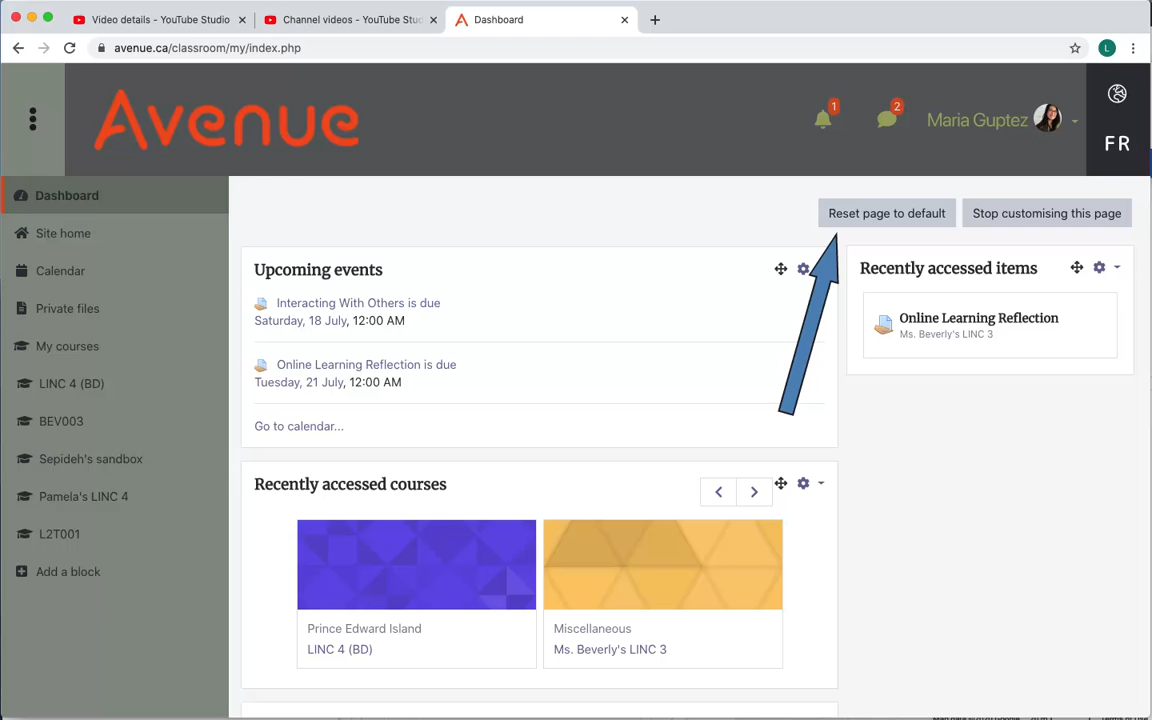 Video details - YouTube Studio
Channel videos - YouTube Stu
Dashboard
avenue.ca/classroom/my/index.php
L
Avenue
1
2
Maria Guptez
FR
Dashboard
Site home
Calendar
Private files
My courses
LINC 4 (BD)
BEV003
Sepideh's sandbox
Pamela's LINC 4
L2T001
Add a block
Reset page to default
Stop customising this page
Upcoming events
Interacting With Others is due
Saturday, 18 July, 12:00 AM
Online Learning Reflection is due
Tuesday, 21 July, 12:00 AM
Go to calendar...
Recently accessed courses
Prince Edward Island
LINC 4 (BD)
Miscellaneous
Ms. Beverly's LINC 3
Recently accessed items
Online Learning Reflection
Ms. Beverly's LINC 3